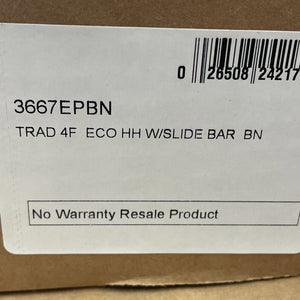 0 26508 24217
3667EPBN
TRAD 4F ECO HH W/SLIDE BAR BN
No Warranty Resale Product